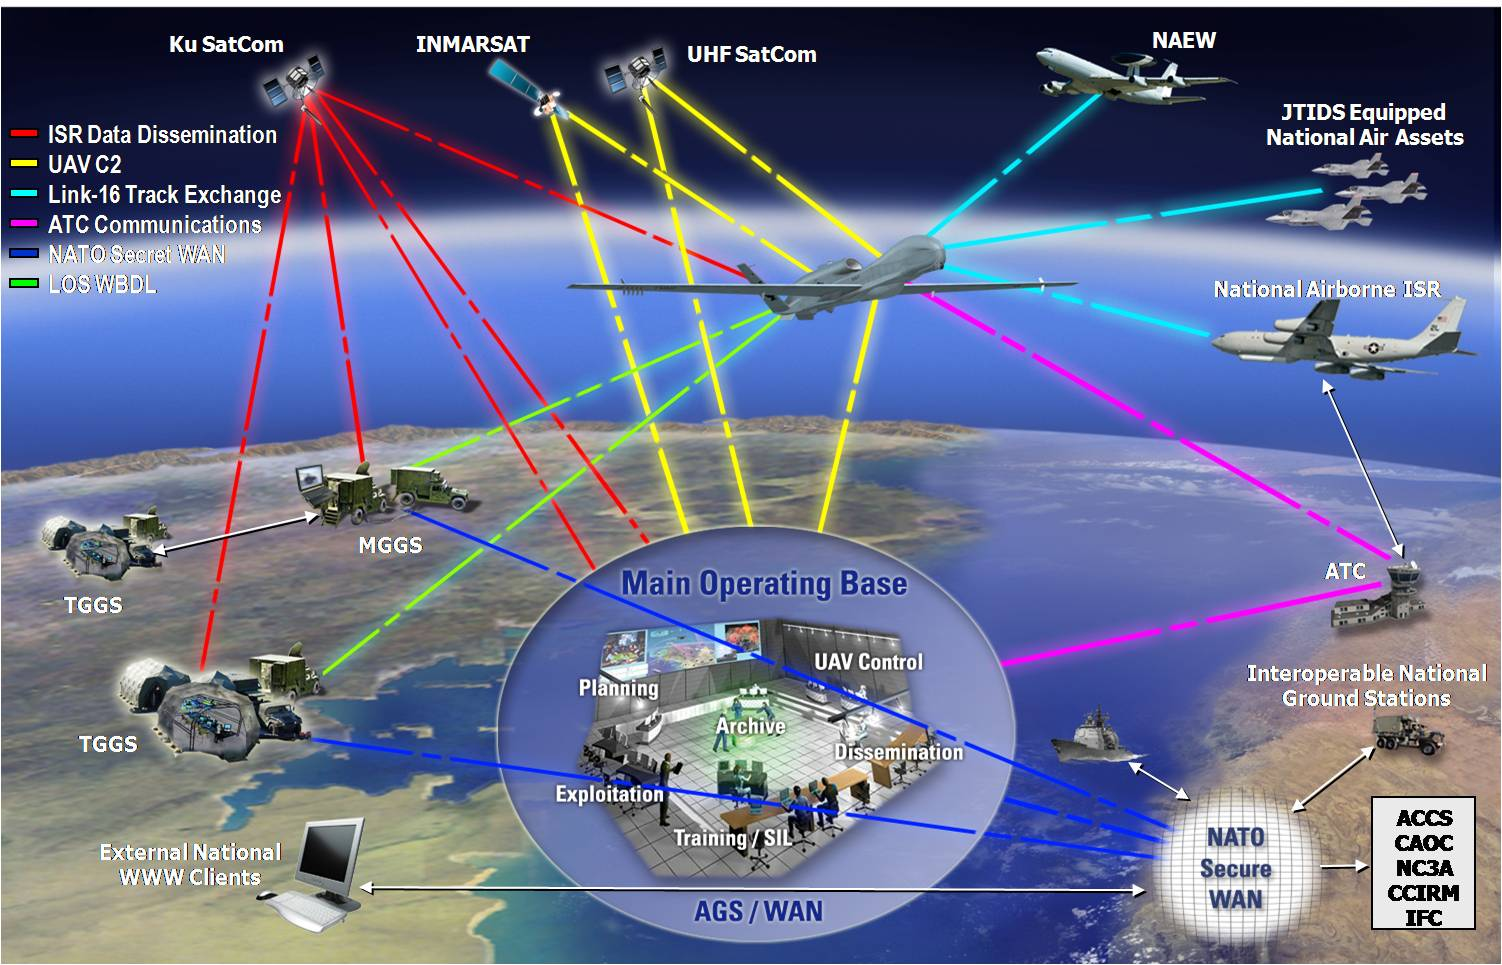 Ku SatCom
INMARSAT
UHF SatCom
NAEW
JTIDS Equipped
National Air Assets
ISR Data Dissemination
UAV C2
Link-16 Track Exchange
ATC Communications
NATO Secret WAN
LOS WBDL
National Airborne ISR
MGGS
TGGS
ATC
Main Operating Base
UAV Control
Planning
Archive
Dissemination
Exploitation
Training / SIL
Interoperable National
Ground Stations
TGGS
External National
WWW Clients
AGS / WAN
NATO
Secure
WAN
ACCS
CAOC
NC3A
CCIRM
IFC